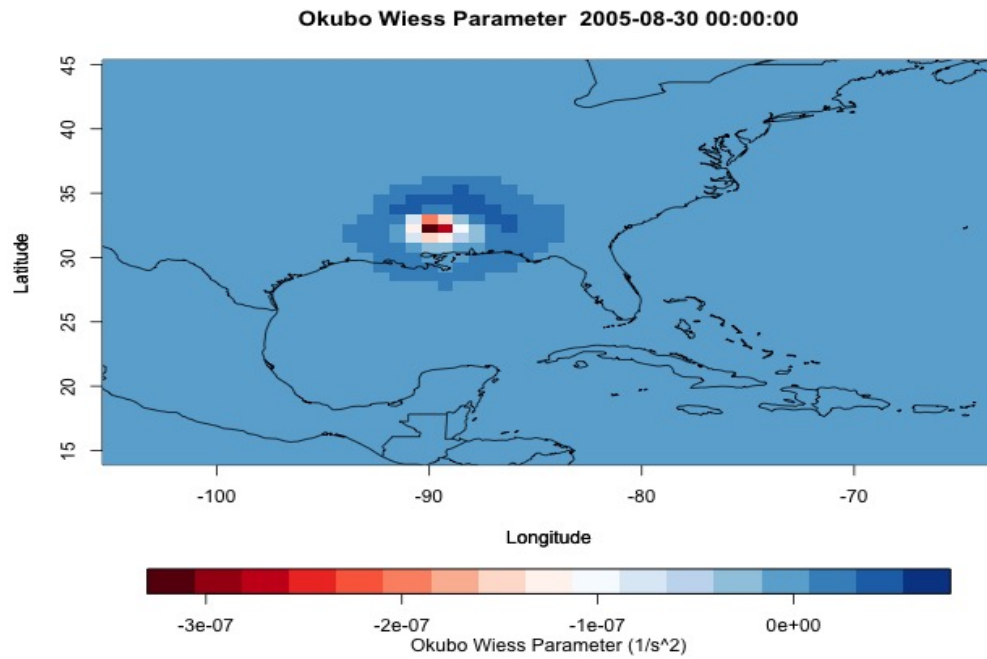 Okubo Wiess Parameter 2005-08-30 00:00:00
45
40
35
30
25
20
15
Latitude
-100 -90 -80 -70
Longitude
-3e-07 -2e-07 -1e-07 0e+00
Okubo Wiess Parameter (1/s^2)